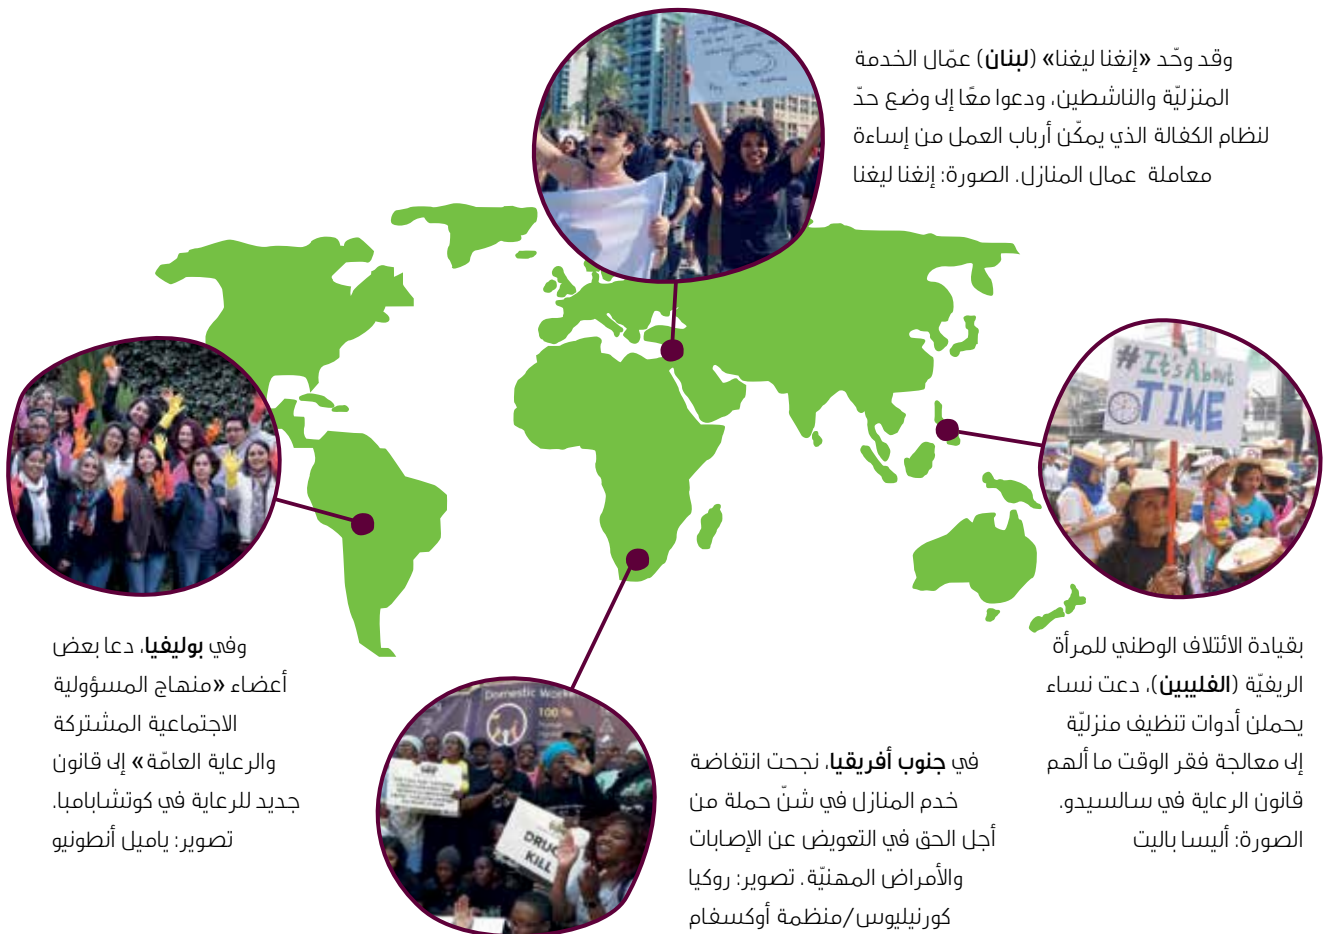 وقد وحّد «إنغنا ليغنا» (لبنان) عمّال الخدمة
المنزليّة والناشطين، ودعوا معًا إلى وضع حدّ
لنظام الكفالة الذي يمكّن أرباب العمل من إساءة
معاملة عمال المنازل. الصورة: إنغنا ليغنا
#It's About
TIME
بقيادة الائتلاف الوطني للمرأة
الريفيّة (الفليبين)، دعت نساء
يحملن أدوات تنظيف منزليّة
إلى معالجة فقر الوقت ما ألهم
قانون الرعاية في سالسيدو.
الصورة: أليسا باليت
Domestic
100 %
DRUG
KILL
في جنوب أفريقيا، نجحت انتفاضة
خدم المنازل في شنّ حملة من
أجل الحق في التعويض عن الإصابات
والأمراض المهنيّة. تصوير: روكيا
كورنيليوس/منظمة أوكسفام
وفي بوليفيا، دعا بعض
أعضاء «منهاج المسؤولية
الاجتماعية المشتركة
والرعاية العامّة» إلى قانون
جديد للرعاية في كوتشابامبا.
تصوير: ياميل أنطونيو